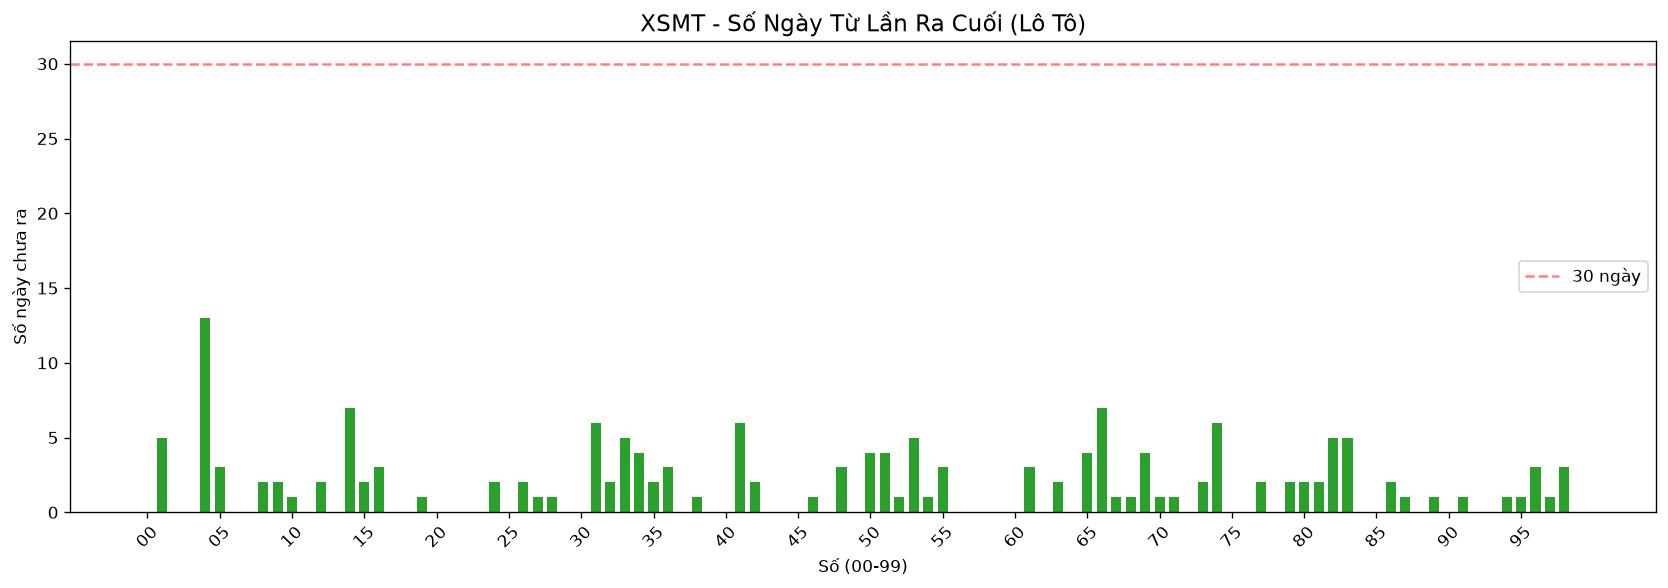 XSMT - Số Ngày Từ Lần Ra Cuối (Lô Tô)
Số ngày chưa ra
30
25
20
15
10
5
0
30 ngày
00 05 10 15 20 25 30 35 40 45 50 55 60 65 70 75 80 85 90 95
Số (00-99)